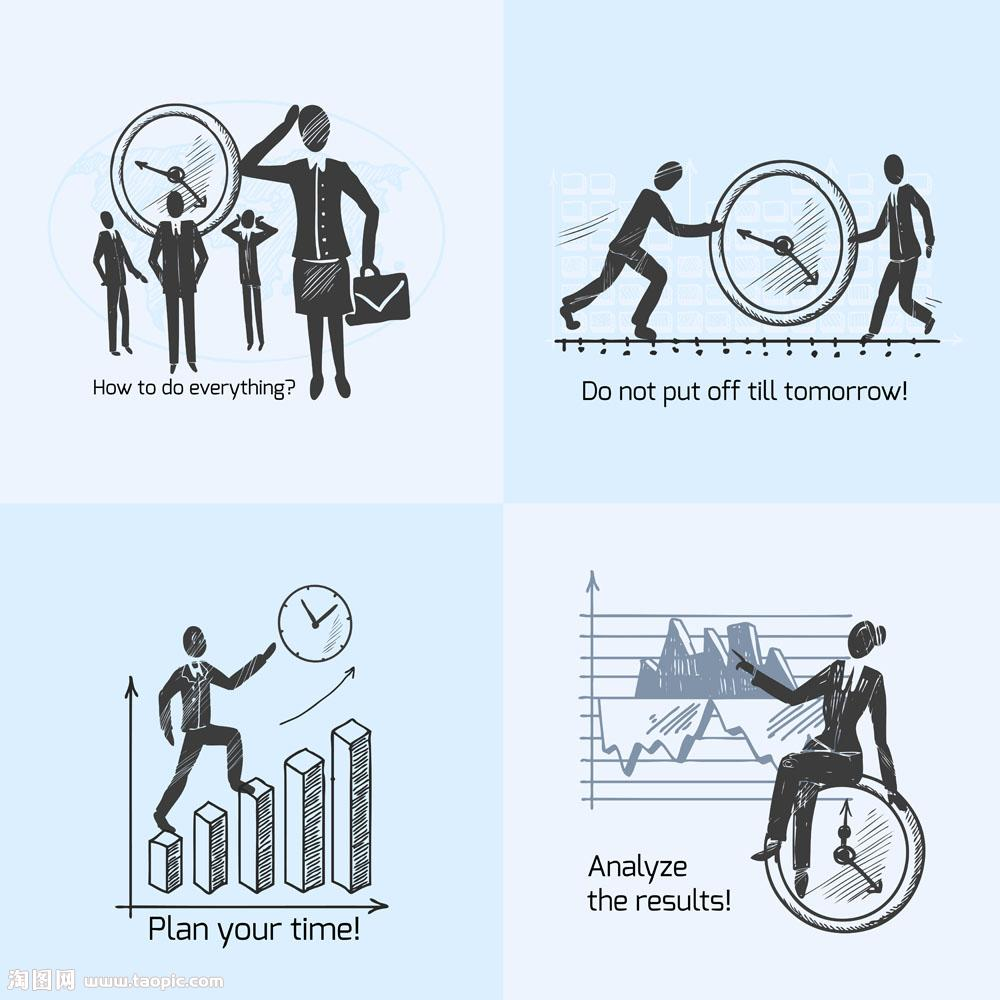 How to do everything?
Do not put off till tomorrow!
Plan your time!
Analyze
the results!
淘图网 www.taopic.com